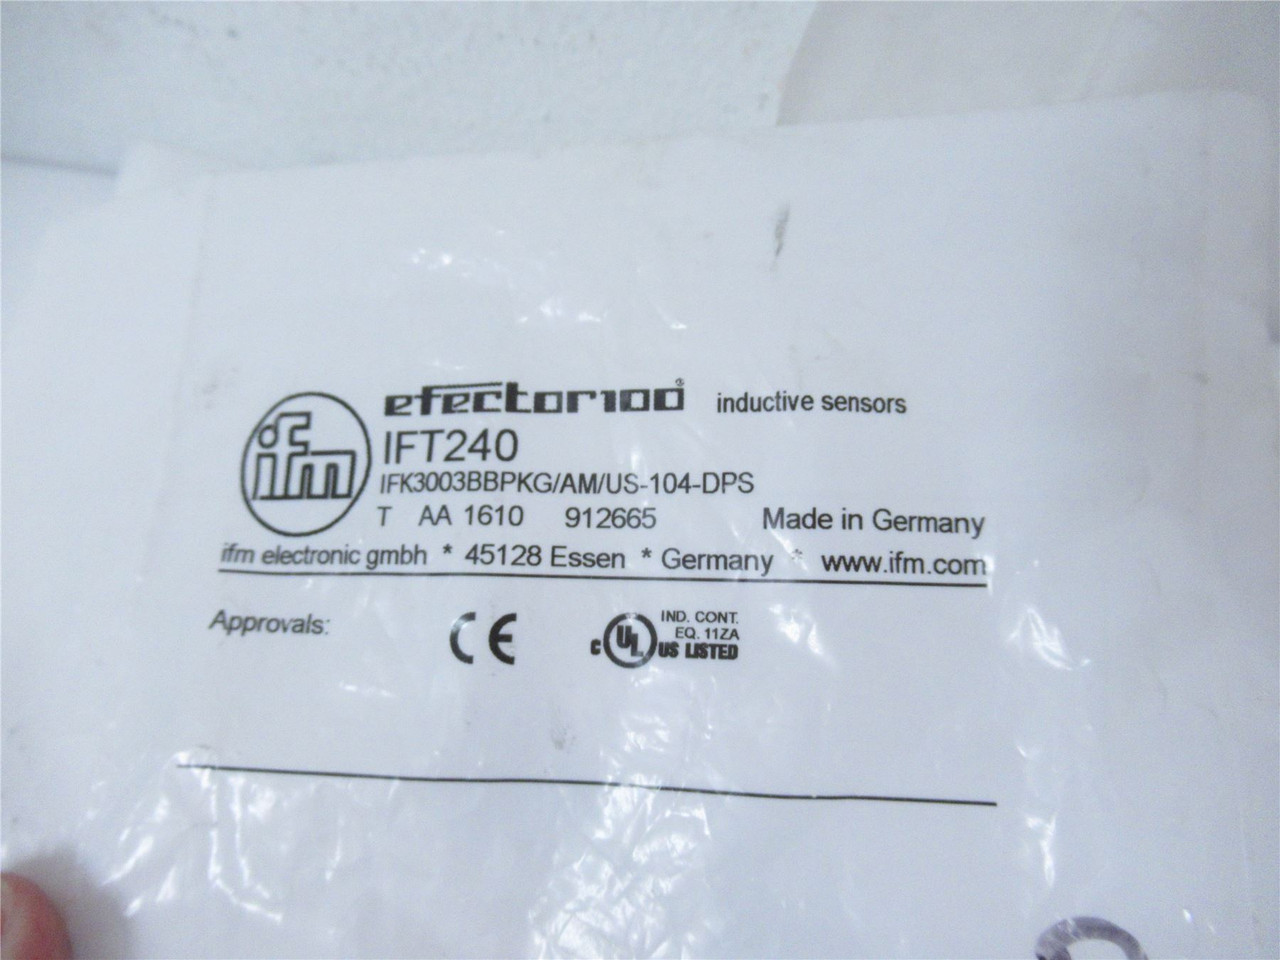 efector100® inductive sensors
ifm
IFT240
IFK3003BBPKG/AM/US-104-DPS
T AA 1610 912665 Made in Germany
ifm electronic gmbh * 45128 Essen * Germany * www.ifm.com
Approvals:
CE
c UL US LISTED
IND. CONT.
EQ. 11ZA